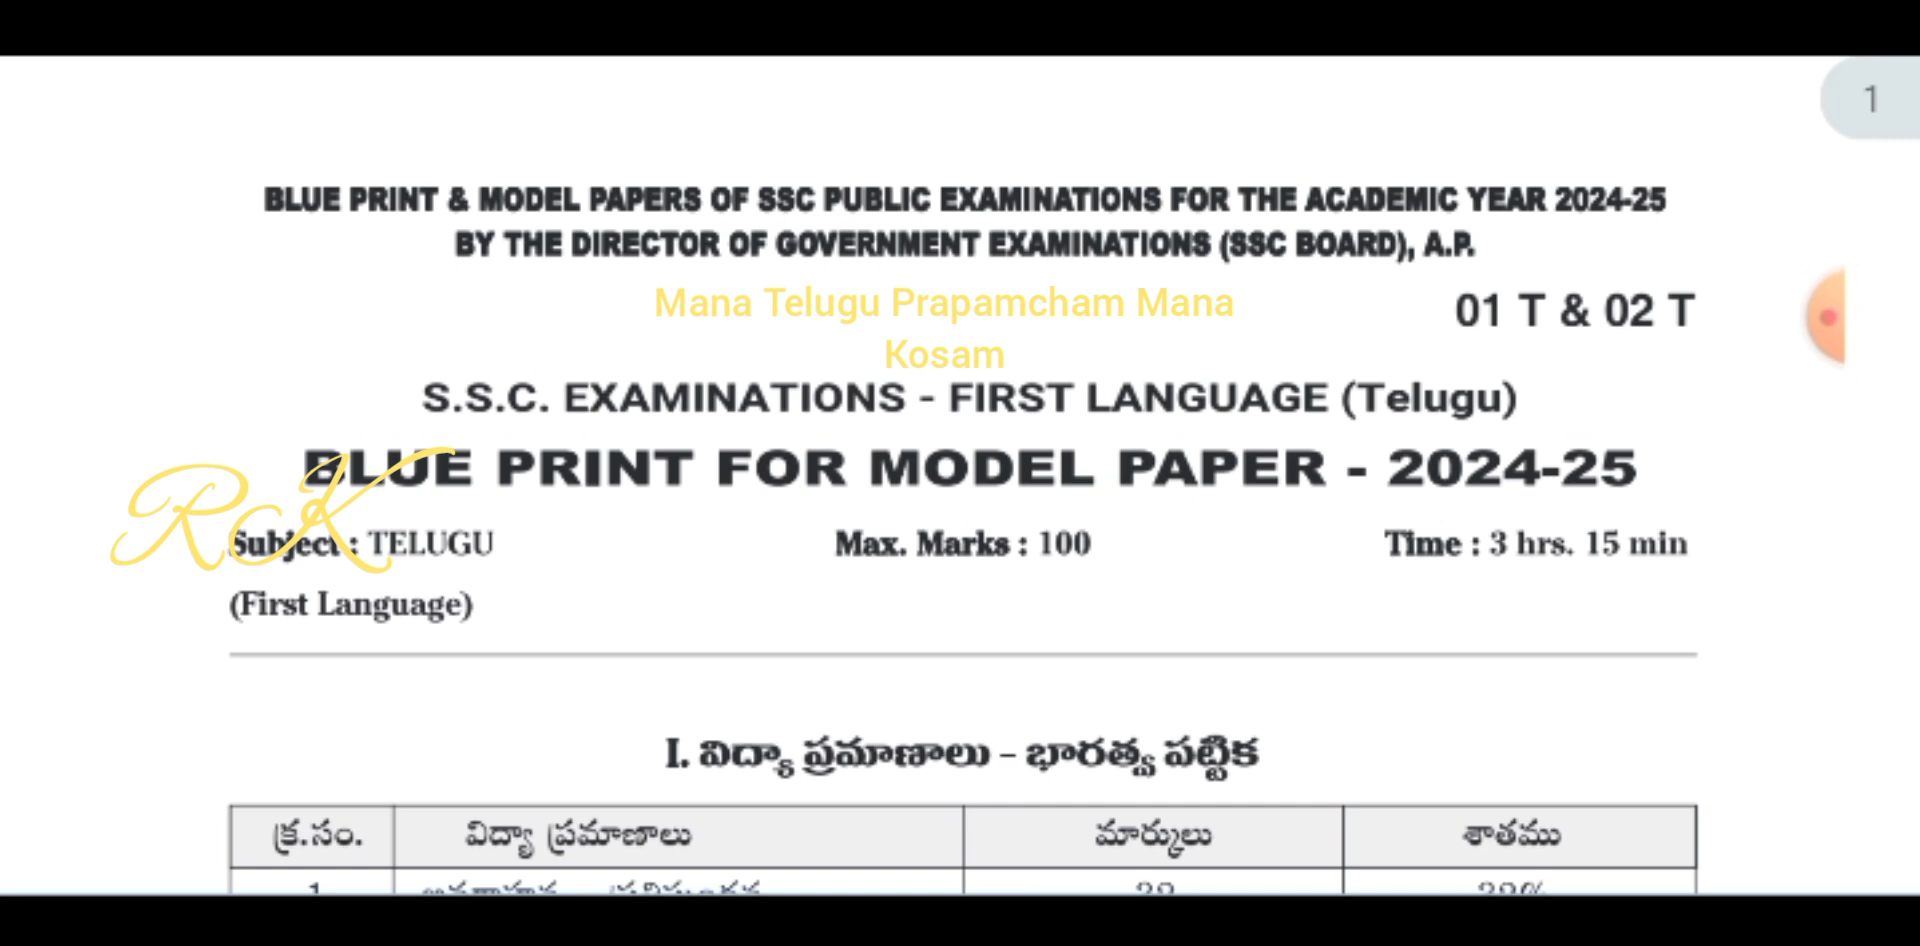 1
BLUE PRINT & MODEL PAPERS OF SSC PUBLIC EXAMINATIONS FOR THE ACADEMIC YEAR 2024-25
BY THE DIRECTOR OF GOVERNMENT EXAMINATIONS (SSC BOARD), A.P.
Mana Telugu Prapamcham Mana
Kosam
01 T & 02 T
S.S.C. EXAMINATIONS - FIRST LANGUAGE (Telugu)
BLUE PRINT FOR MODEL PAPER - 2024-25
RcK
Subject : TELUGU Max. Marks : 100 Time : 3 hrs. 15 min
(First Language)
I. విద్యా ప్రమాణాలు - భారత్వ పట్టిక
క్ర.సం. విద్యా ప్రమాణాలు మార్కులు శాతము
1